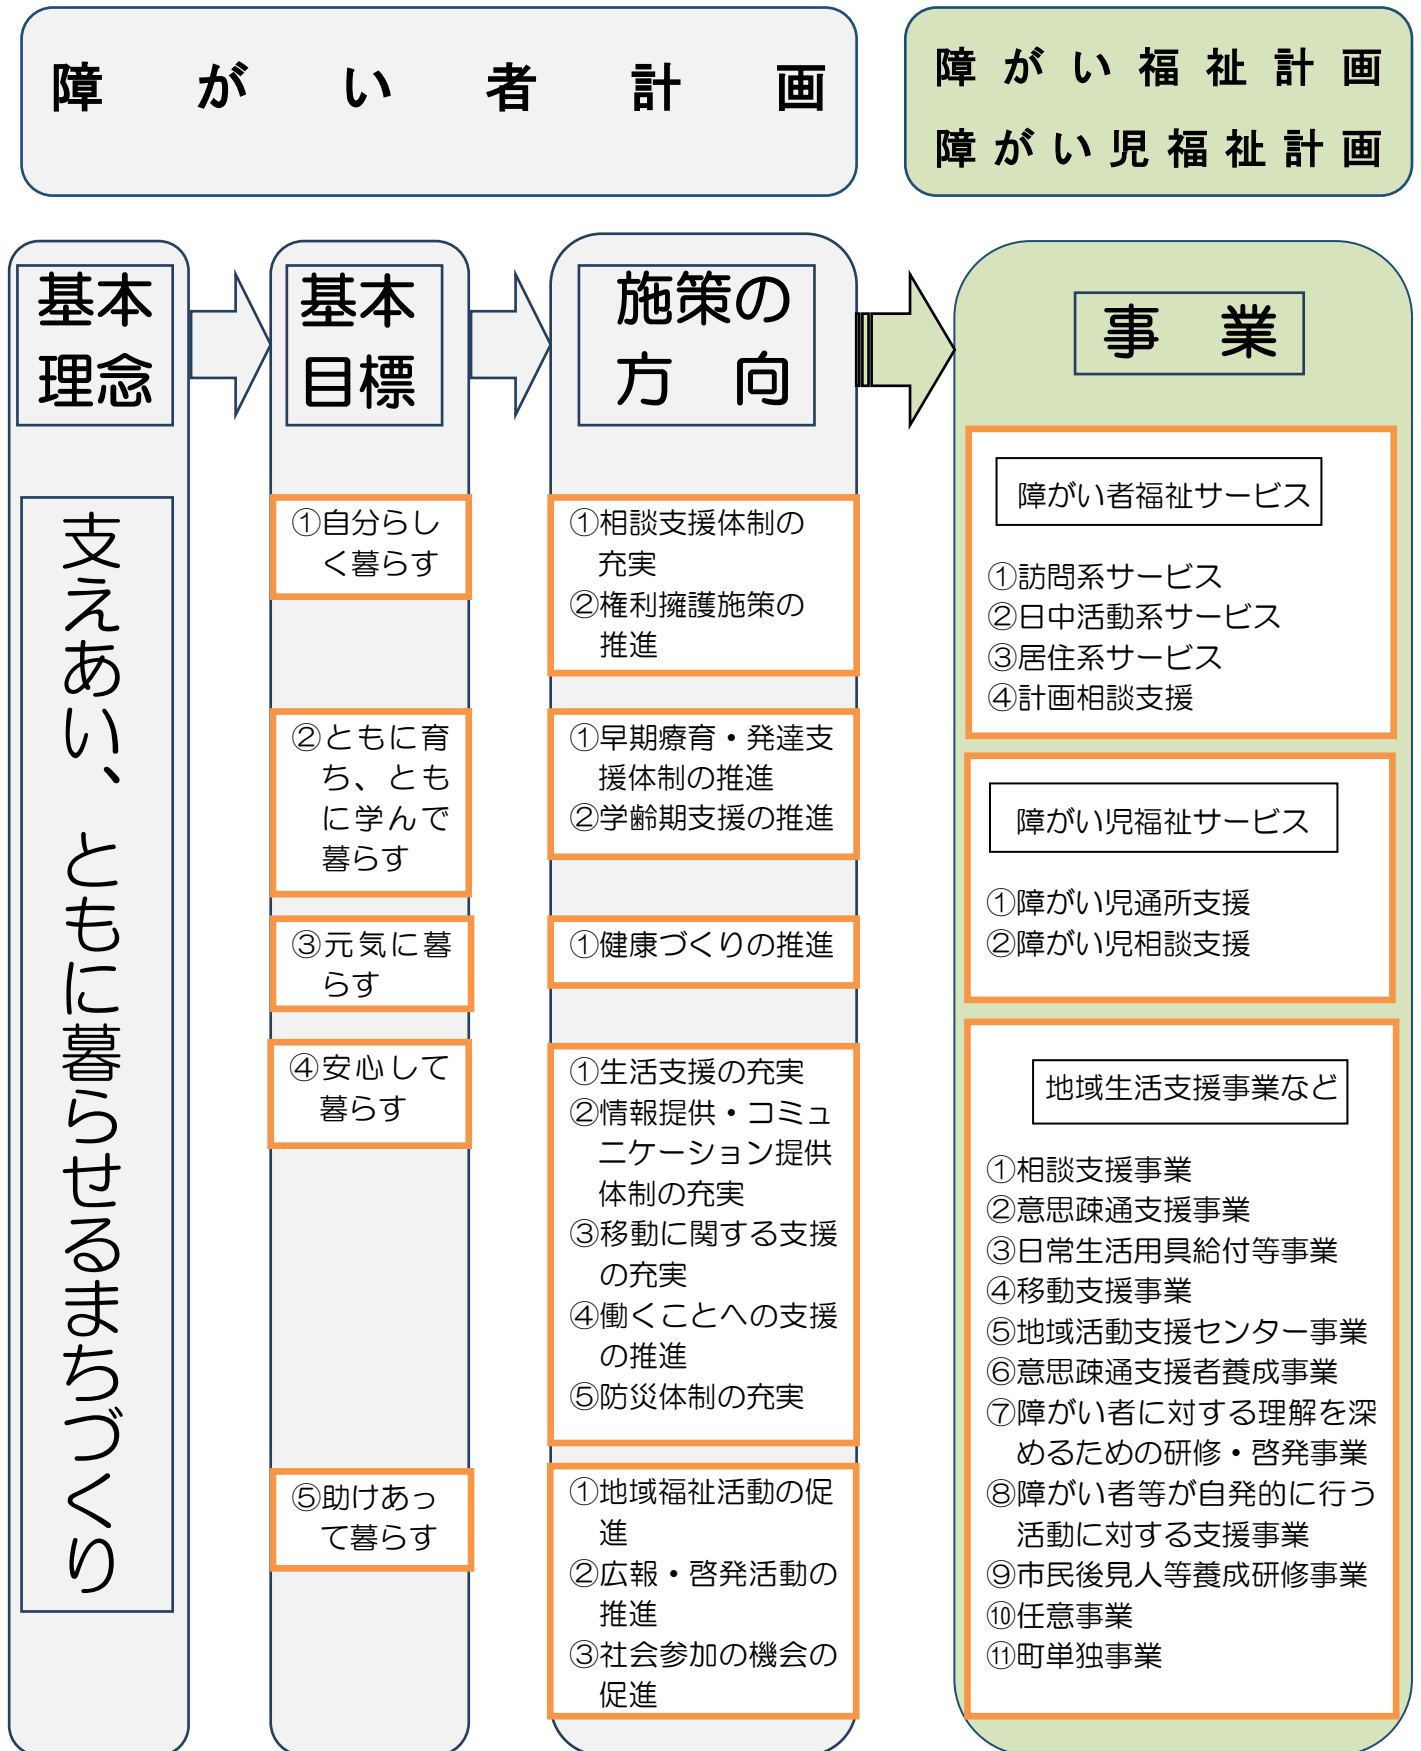 障がい者計画
障がい福祉計画
障がい児福祉計画
基本
理念
支えあい、ともに暮らせるまちづくり
基本
目標
①自分らし
く暮らす
②ともに育
ち、とも
に学んで
暮らす
③元気に暮
らす
④安心して
暮らす
⑤助けあっ
て暮らす
施策の
方　向
①相談支援体制の
充実
②権利擁護施策の
推進
①早期療育・発達支
援体制の推進
②学齢期支援の推進
①健康づくりの推進
①生活支援の充実
②情報提供・コミュ
ニケーション提供
体制の充実
③移動に関する支援
の充実
④働くことへの支援
の推進
⑤防災体制の充実
①地域福祉活動の促
進
②広報・啓発活動の
推進
③社会参加の機会の
促進
事　業
障がい者福祉サービス
①訪問系サービス
②日中活動系サービス
③居住系サービス
④計画相談支援
障がい児福祉サービス
①障がい児通所支援
②障がい児相談支援
地域生活支援事業など
①相談支援事業
②意思疎通支援事業
③日常生活用具給付等事業
④移動支援事業
⑤地域活動支援センター事業
⑥意思疎通支援者養成事業
⑦障がい者に対する理解を深
めるための研修・啓発事業
⑧障がい者等が自発的に行う
活動に対する支援事業
⑨市民後見人等養成研修事業
⑩任意事業
⑪町単独事業